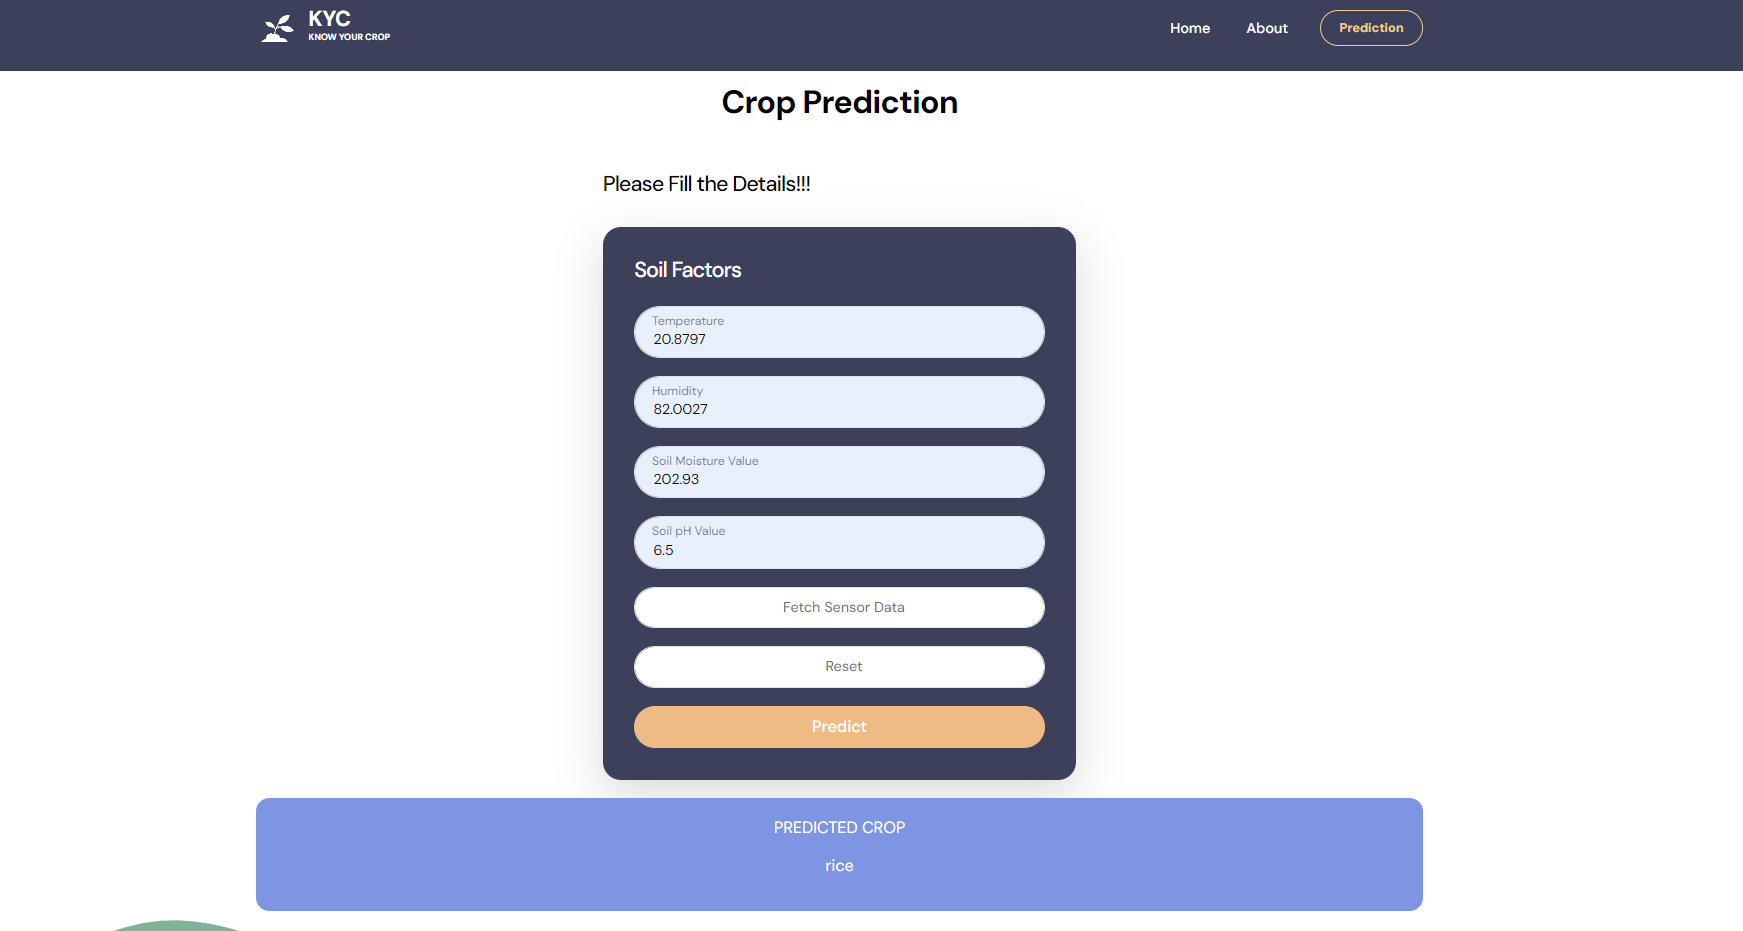 KYC
KNOW YOUR CROP
Home About Prediction
Crop Prediction
Please Fill the Details!!!
Soil Factors
Temperature
20.8797
Humidity
82.0027
Soil Moisture Value
202.93
Soil pH Value
6.5
Fetch Sensor Data
Reset
Predict
PREDICTED CROP
rice